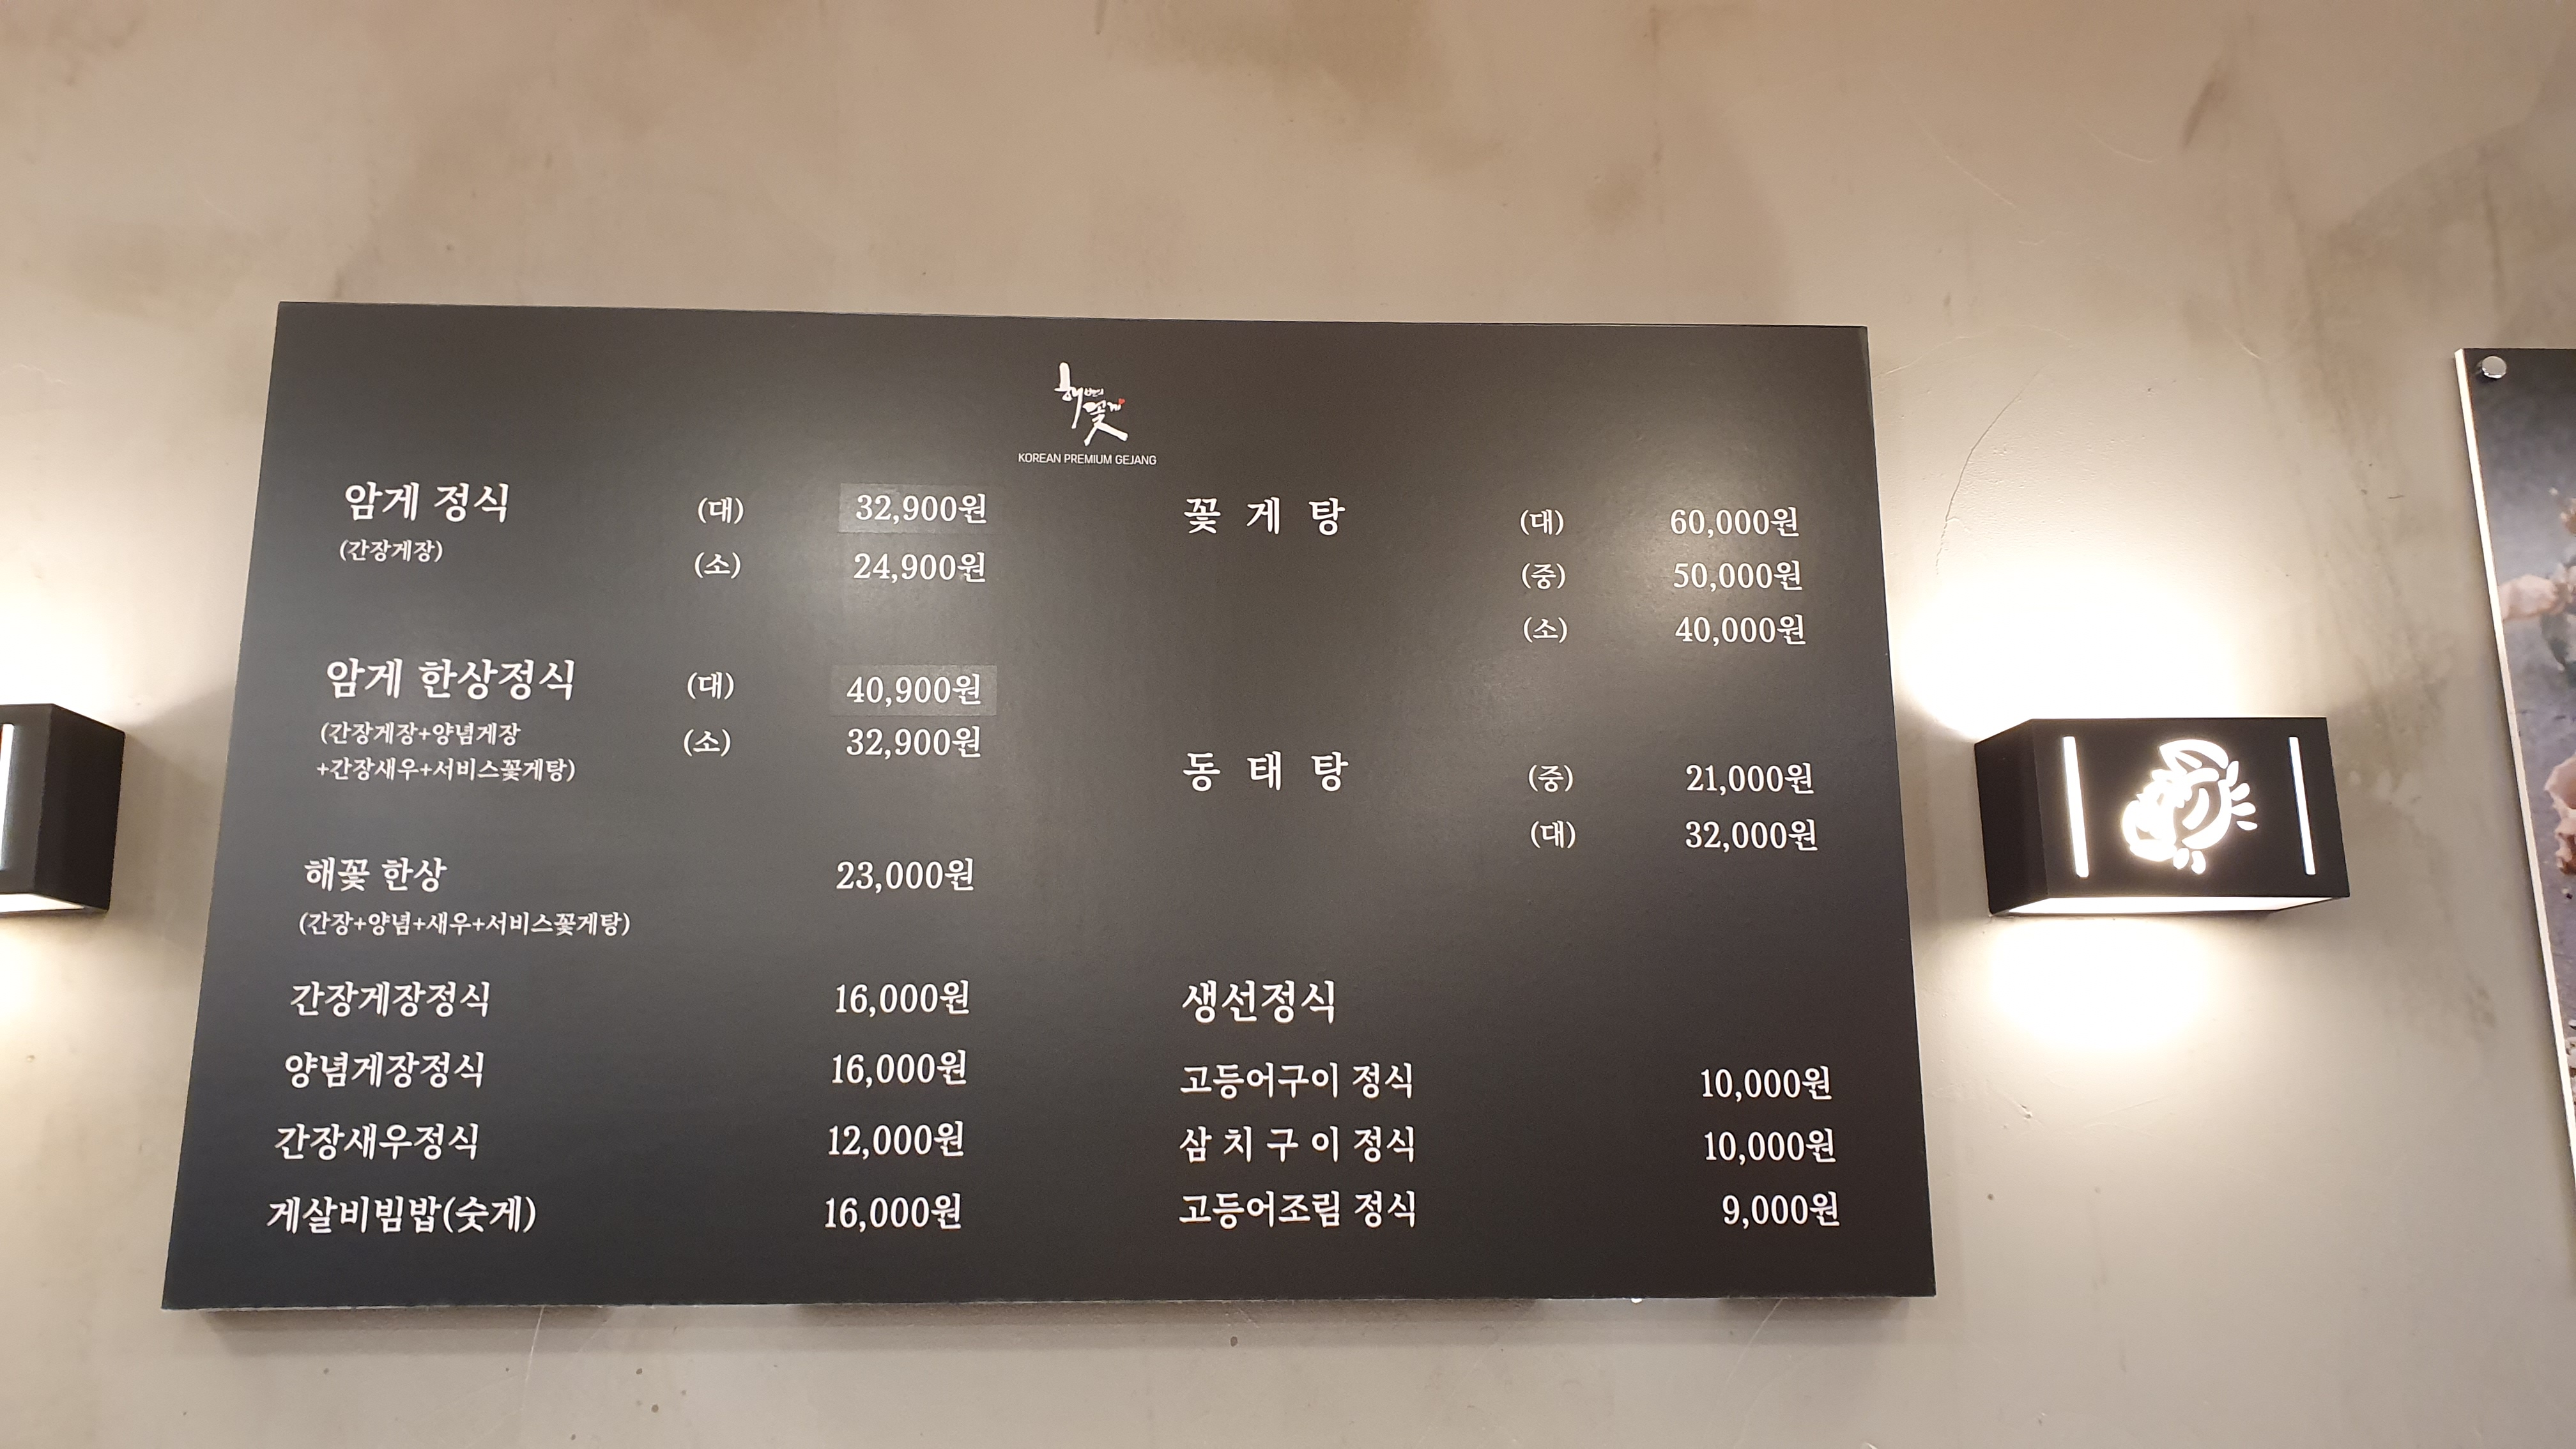 해변의
꽃게
KOREAN PREMIUM GEJANG
암게 정식 (대) 32,900원
(간장게장) (소) 24,900원
암게 한상정식 (대) 40,900원
(간장게장+양념게장 (소) 32,900원
+간장새우+서비스꽃게탕)
해꽃 한상 23,000원
(간장+양념+새우+서비스꽃게탕)
간장게장정식 16,000원
양념게장정식 16,000원
간장새우정식 12,000원
게살비빔밥(숫게) 16,000원
꽃 게 탕 (대) 60,000원
(중) 50,000원
(소) 40,000원
동 태 탕 (중) 21,000원
(대) 32,000원
생선정식
고등어구이 정식 10,000원
삼 치 구 이 정식 10,000원
고등어조림 정식 9,000원